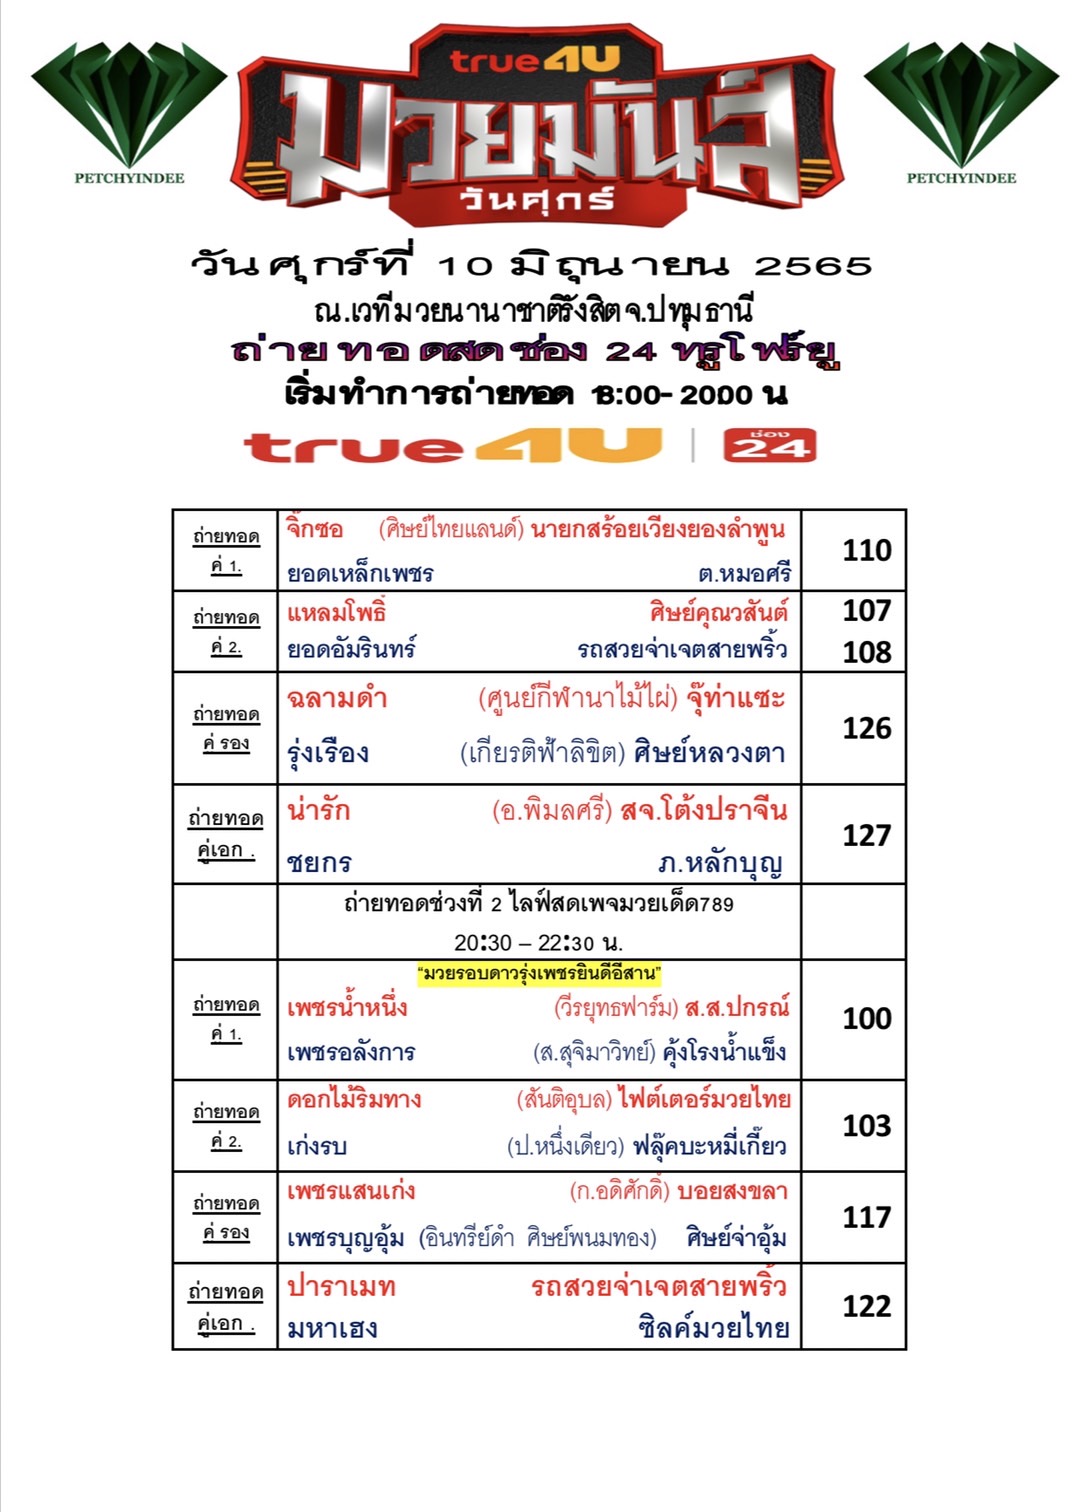 true4U
มวยมันส์
วันศุกร์
PETCHYINDEE
PETCHYINDEE
วันศุกร์ที่ 10 มิถุนายน 2565
ณ.เวทีมวยนานาชาติรังสิตจ.ปทุมธานี
ถ่ายทอดสดช่อง 24 ทรูโฟร์ยู
เริ่มทำการถ่ายทอด 18:00- 20:00 น.
true4U | ช่อง 24
ถ่ายทอด
คู่ 1.
จิ๊กซอ (ศิษย์ไทยแลนด์) นายกสร้อยเวียงยองลำพูน
ยอดเหล็กเพชร ต.หมอศรี
110
ถ่ายทอด
คู่ 2.
แหลมโพธิ์ ศิษย์คุณวสันต์
ยอดอัมรินทร์ รถสวยจ่าเจตสายพริ้ว
107
108
ถ่ายทอด
คู่ รอง
ฉลามดำ (ศูนย์กีฬานาไม้ไผ่) จุ๊ท่าแซะ
รุ่งเรือง (เกียรติฟ้าลิขิต) ศิษย์หลวงตา
126
ถ่ายทอด
คู่เอก .
น่ารัก (อ.พิมลศรี) สจ.โต้งปราจีน
ชยกร ภ.หลักบุญ
127
ถ่ายทอดช่วงที่ 2 ไลฟ์สดเพจมวยเด็ด789
20:30 – 22:30 น.
ถ่ายทอด
คู่ 1.
“มวยรอบดาวรุ่งเพชรยินดีอีสาน”
เพชรน้ำหนึ่ง (วีรยุทธฟาร์ม) ส.ส.ปกรณ์
เพชรอลังการ (ส.สุจิมาวิทย์) คุ้งโรงน้ำแข็ง
100
ถ่ายทอด
คู่ 2.
ดอกไม้ริมทาง (สันติอุบล) ไฟต์เตอร์มวยไทย
เก่งรบ (ป.หนึ่งเดียว) ฟลุ๊คบะหมี่เกี๊ยว
103
ถ่ายทอด
คู่ รอง
เพชรแสนเก่ง (ก.อดิศักดิ์) บอยสงขลา
เพชรบุญอุ้ม (อินทรีย์ดำ ศิษย์พนมทอง) ศิษย์จ่าอุ้ม
117
ถ่ายทอด
คู่เอก .
ปาราเมท รถสวยจ่าเจตสายพริ้ว
มหาเฮง ซิลค์มวยไทย
122